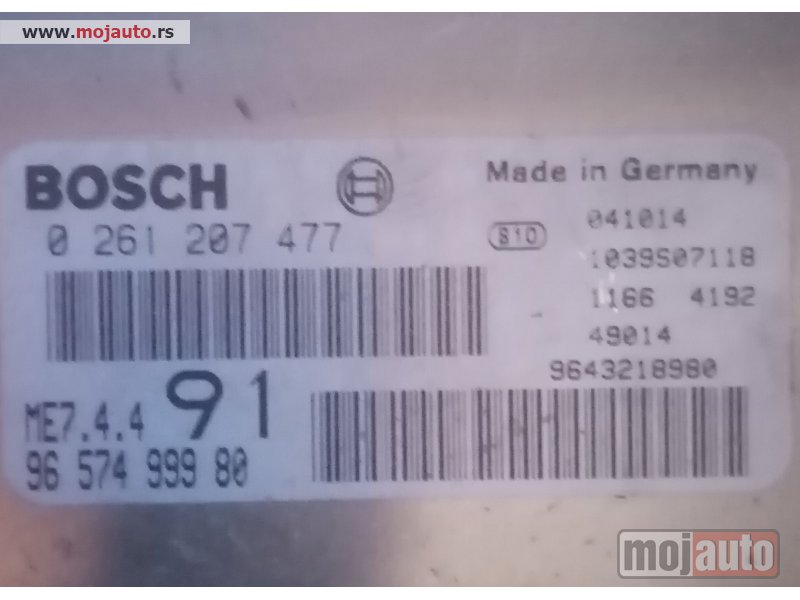 www.mojauto.rs
BOSCH
Made in Germany
0 261 207 477
S10
041014
1039S07118
1166 4192
49014
9643218980
ME7.4.4
91
96 574 999 80
mojauto